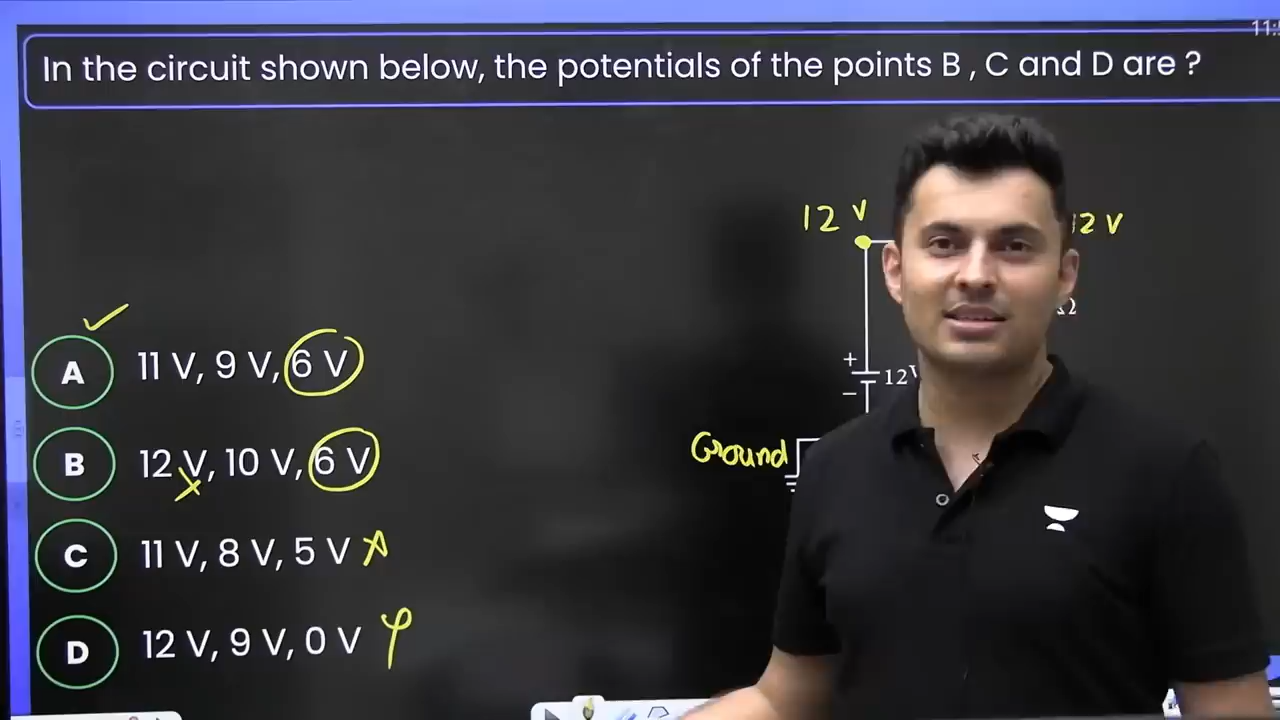 11:
In the circuit shown below, the potentials of the points B , C and D are ?
12 V
12 V
Ω
A 11 V, 9 V, 6 V
+
12V
−
B 12 V, 10 V, 6 V
Ground
C 11 V, 8 V, 5 V
D 12 V, 9 V, 0 V